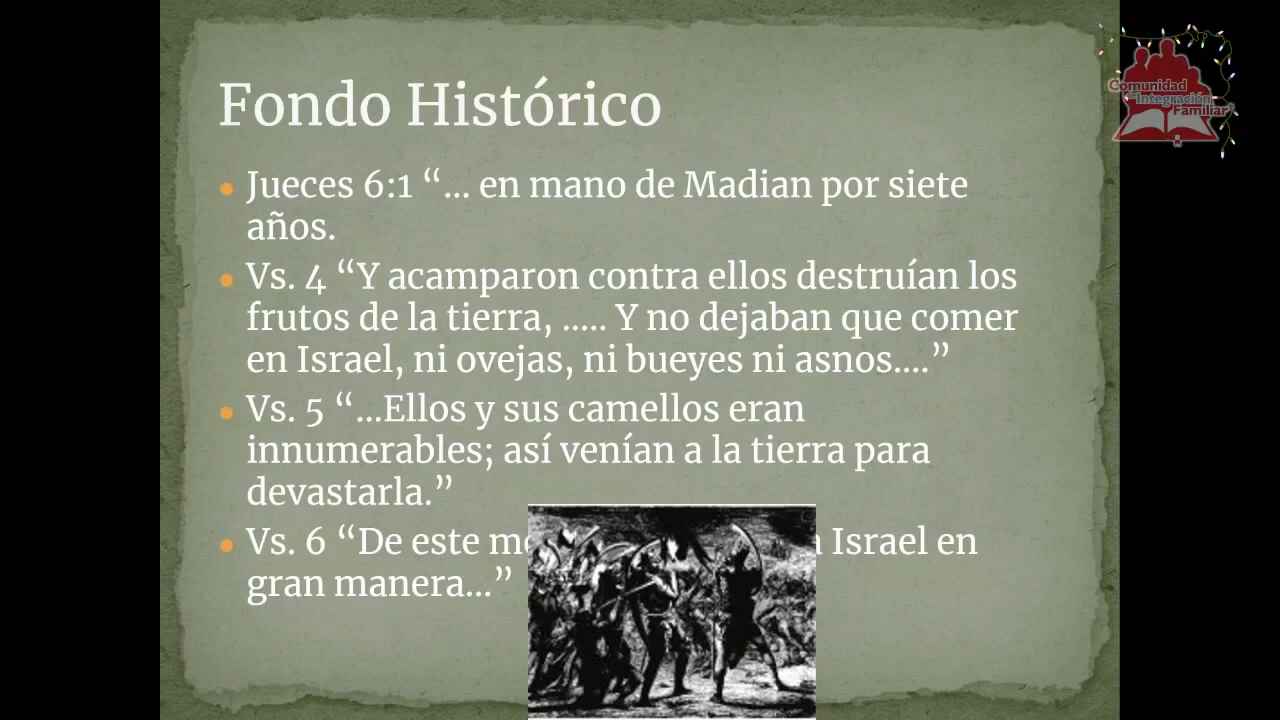 Fondo Histórico
Comunidad
"Integración
Familiar"
• Jueces 6:1 “... en mano de Madian por siete
años.
• Vs. 4 “Y acamparon contra ellos destruían los
frutos de la tierra, ..... Y no dejaban que comer
en Israel, ni ovejas, ni bueyes ni asnos....”
• Vs. 5 “...Ellos y sus camellos eran
innumerables; así venían a la tierra para
devastarla.”
• Vs. 6 “De este Israel en
gran manera...”